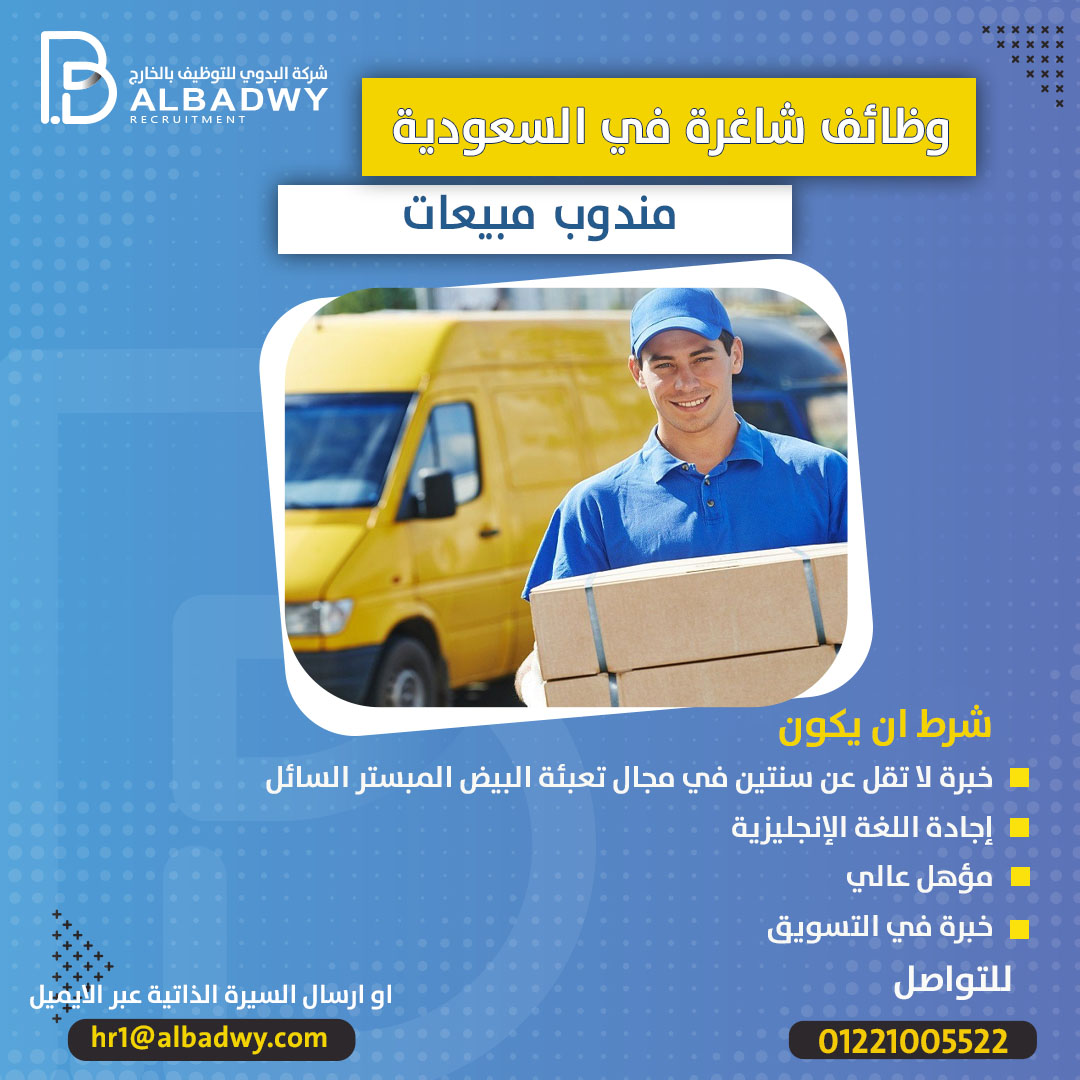 شركة البدوي للتوظيف بالخارج
ALBADWY
RECRUITMENT
وظائف شاغرة في السعودية
مندوب مبيعات
شرط ان يكون
خبرة لا تقل عن سنتين في مجال تعبئة البيض المبستر السائل
إجادة اللغة الإنجليزية
مؤهل عالي
خبرة في التسويق
للتواصل
01221005522
او ارسال السيرة الذاتية عبر الايميل
hr1@albadwy.com